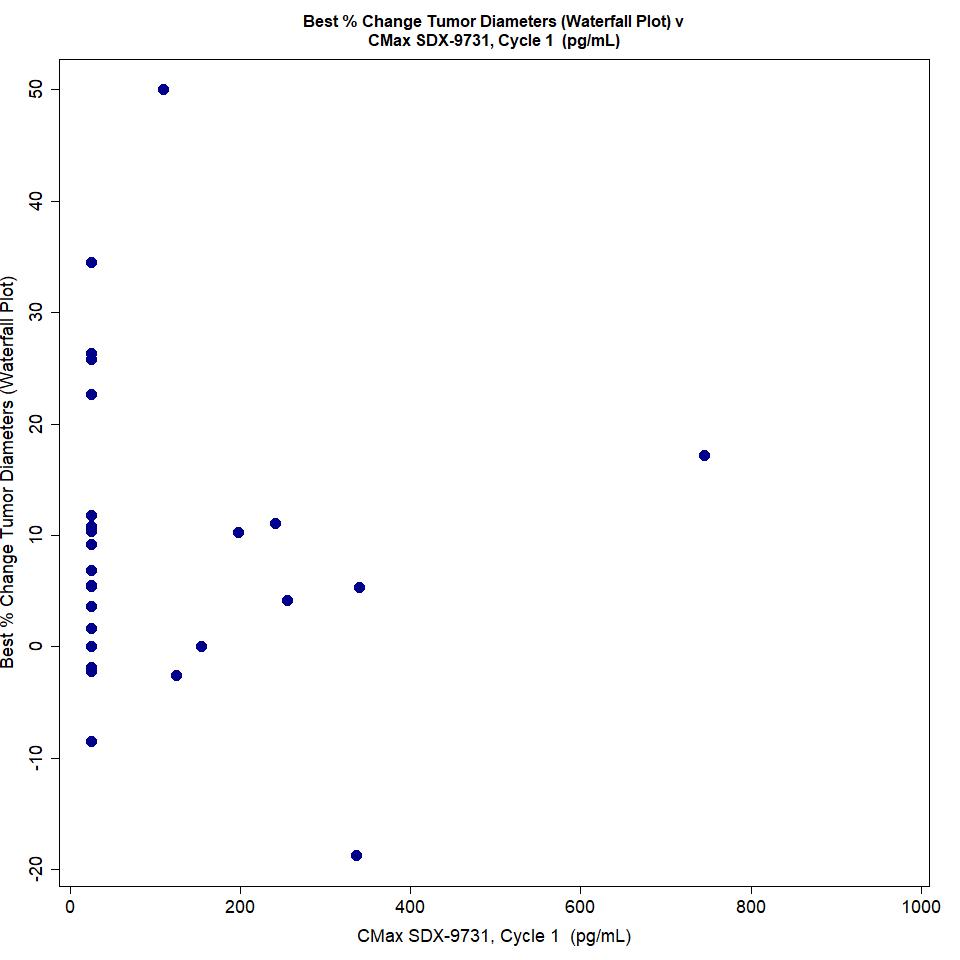 Best % Change Tumor Diameters (Waterfall Plot) v
CMax SDX-9731, Cycle 1 (pg/mL)
Best % Change Tumor Diameters (Waterfall Plot)
50
40
30
20
10
0
-10
-20
0 200 400 600 800 1000
CMax SDX-9731, Cycle 1 (pg/mL)